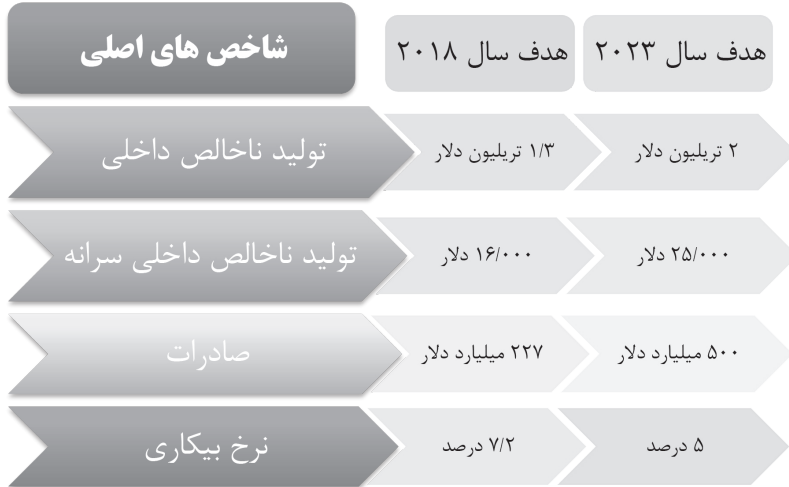 شاخص های اصلی
هدف سال ۲۰۱۸
هدف سال ۲۰۲۳
تولید ناخالص داخلی
۱/۳ تریلیون دلار
۲ تریلیون دلار
تولید ناخالص داخلی سرانه
۱۶/۰۰۰ دلار
۲۵/۰۰۰ دلار
صادرات
۲۲۷ میلیارد دلار
۵۰۰ میلیارد دلار
نرخ بیکاری
۷/۲ درصد
۵ درصد